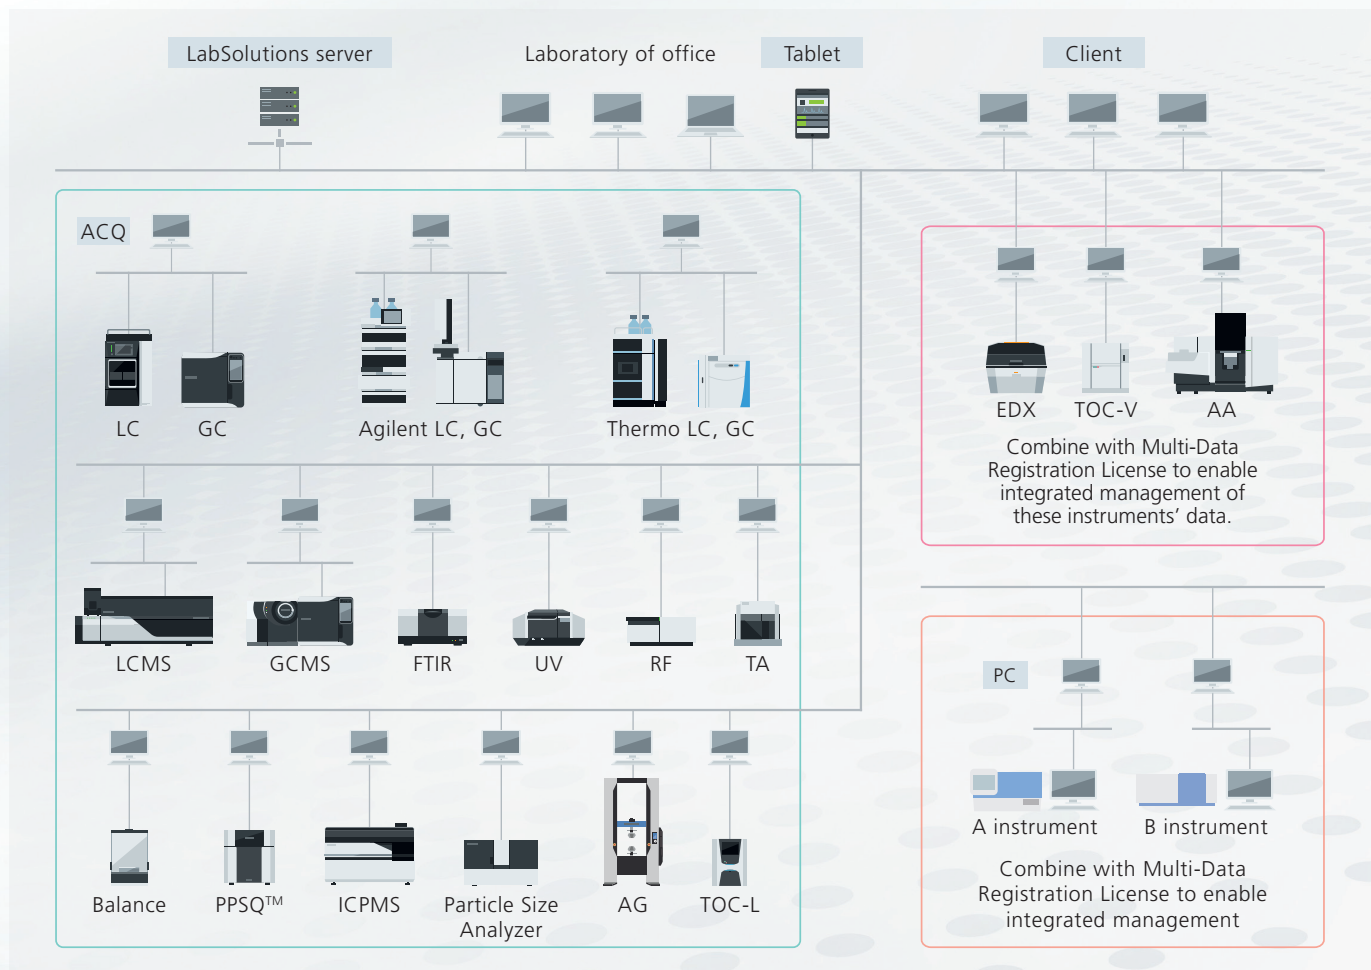 LabSolutions server
Laboratory of office
Tablet
Client
ACQ
LC
GC
Agilent LC, GC
Thermo LC, GC
EDX
TOC-V
AA
Combine with Multi-Data
Registration License to enable
integrated management of
these instruments’ data.
LCMS
GCMS
FTIR
UV
RF
TA
PC
Balance
PPSQ™
ICPMS
Particle Size
Analyzer
AG
TOC-L
A instrument
B instrument
Combine with Multi-Data
Registration License to enable
integrated management